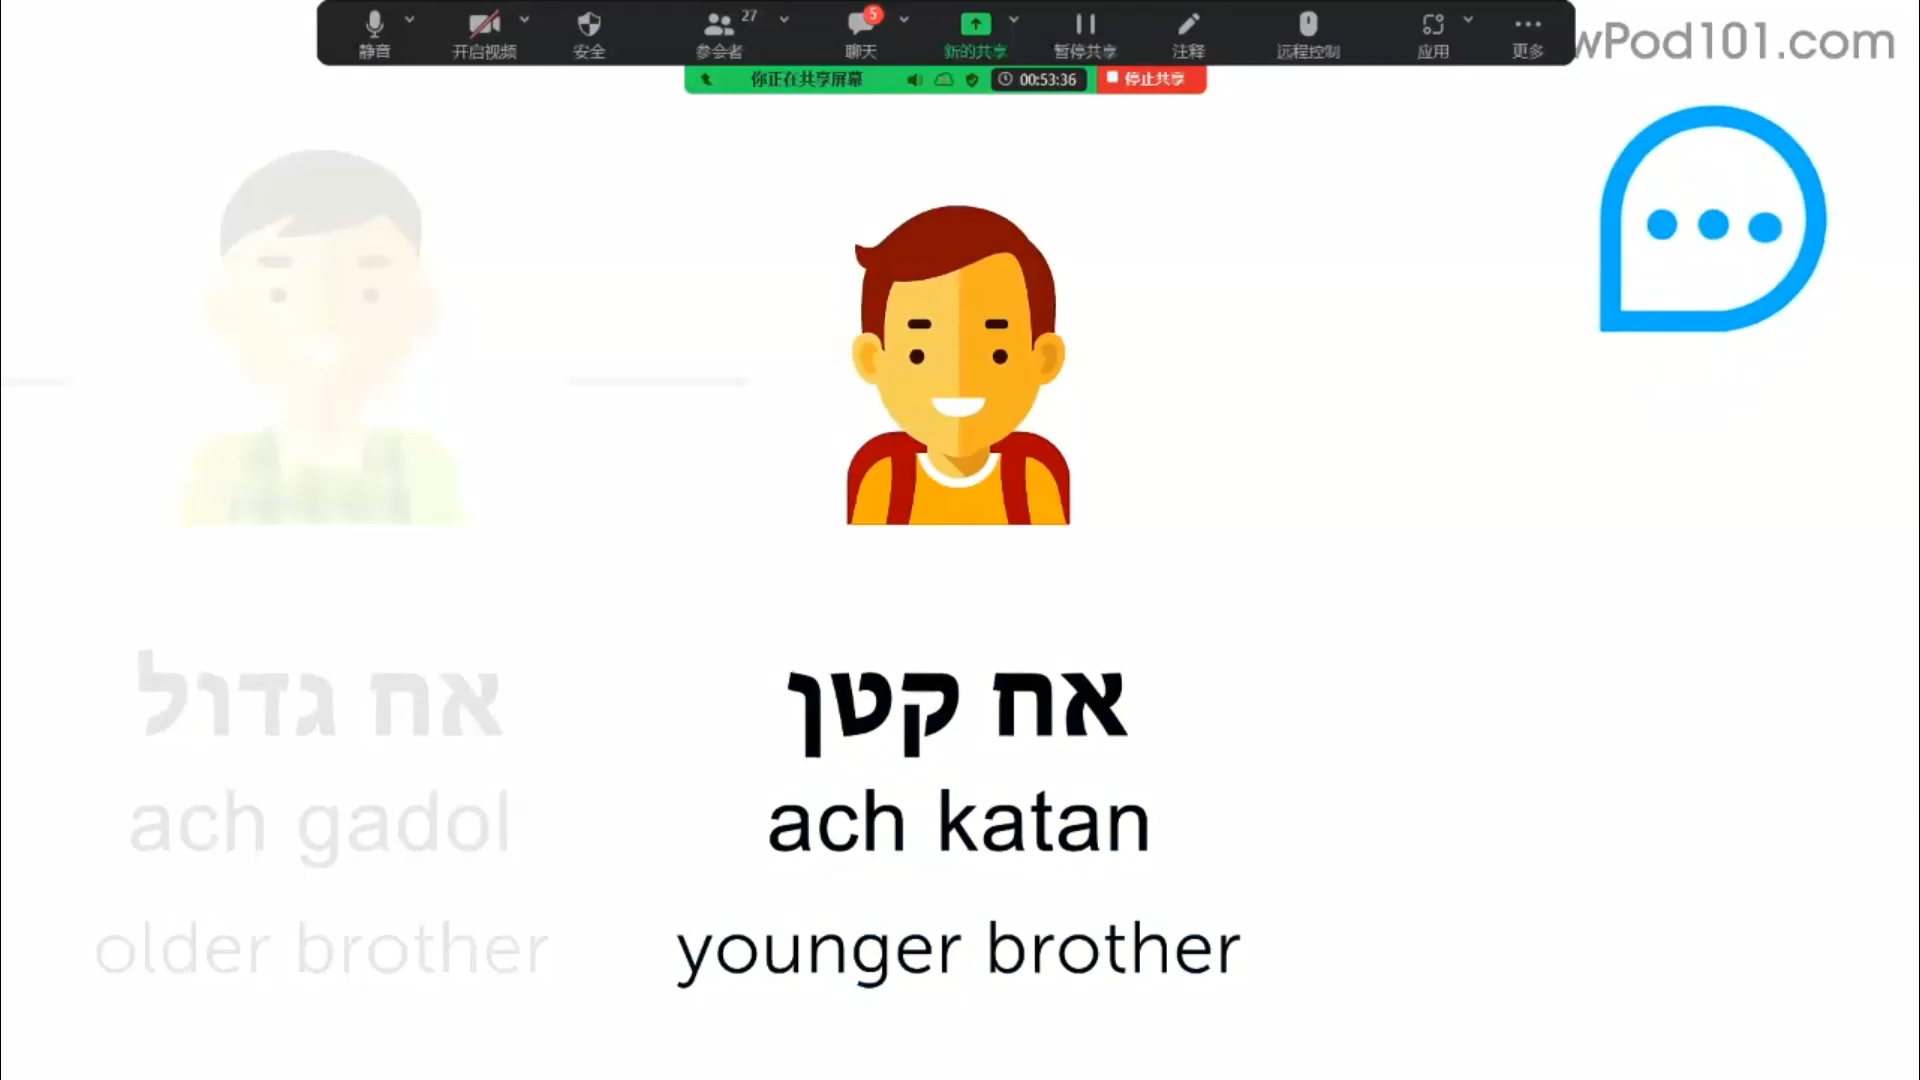 27
5
静音
开启视频
安全
参会者
聊天
新的共享
暂停共享
注释
远程控制
应用
更多
wPod101.com
你正在共享屏幕
00:53:36
停止共享
אח גדול
אח קטן
ach gadol
ach katan
older brother
younger brother